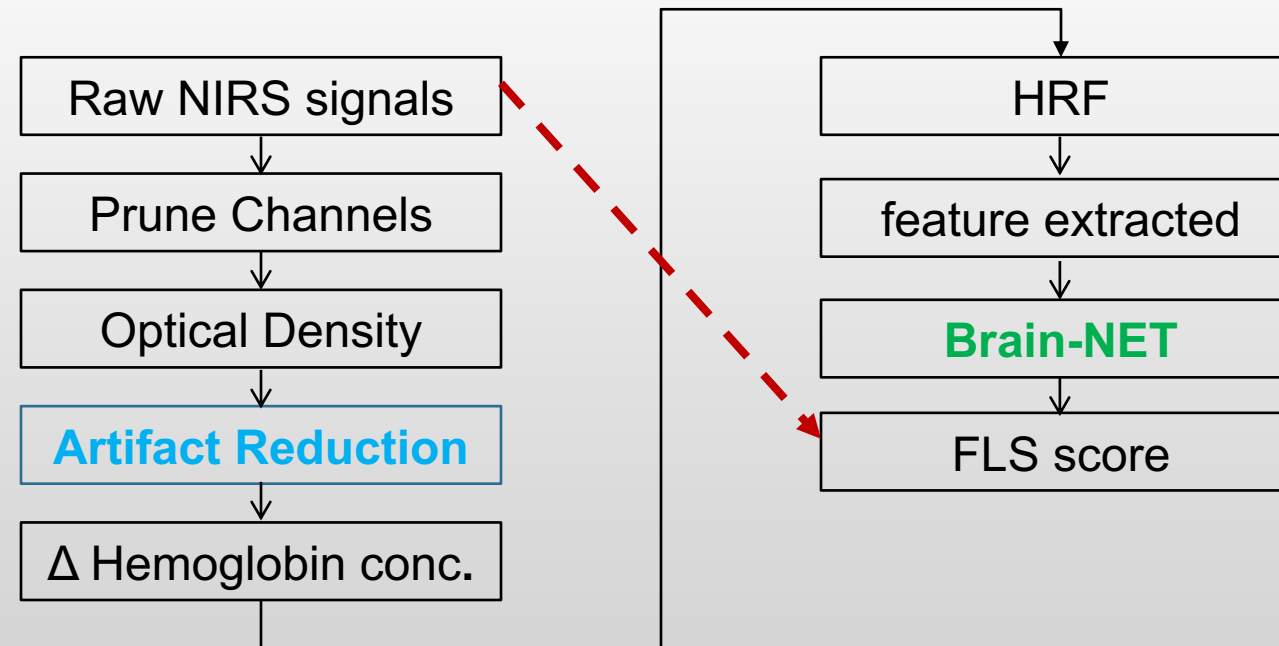 Raw NIRS signals
Prune Channels
Optical Density
Artifact Reduction
Δ Hemoglobin conc.
HRF
feature extracted
Brain-NET
FLS score